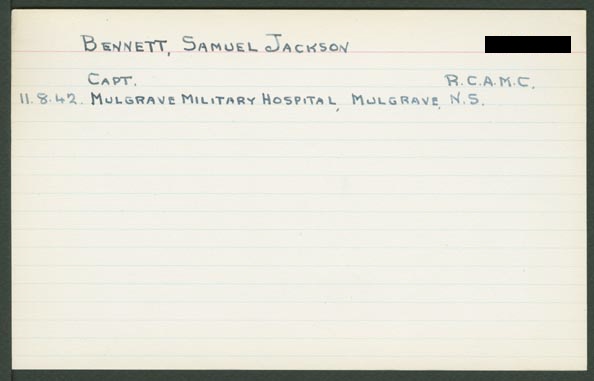 BENNETT, SAMUEL JACKSON
CAPT. R.C.A.M.C.
11.8.42. MULGRAVE MILITARY HOSPITAL, MULGRAVE, N.S.